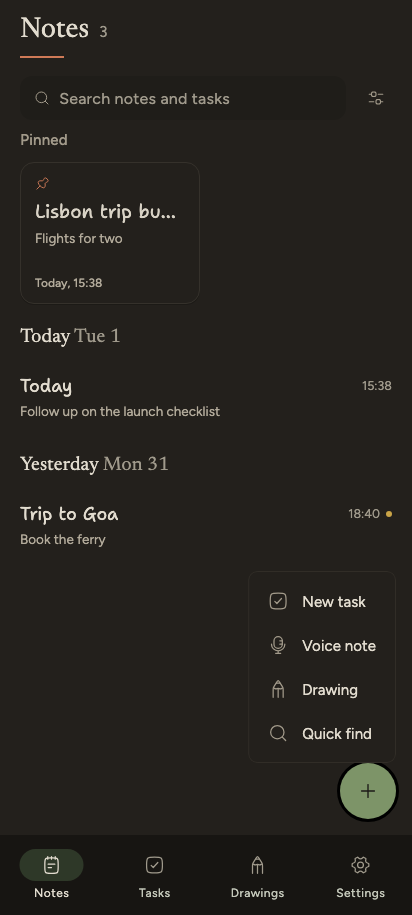 Notes 3
Search notes and tasks
Pinned
Lisbon trip bu...
Flights for two
Today, 15:38
Today Tue 1
Today 15:38
Follow up on the launch checklist
Yesterday Mon 31
Trip to Goa 18:40
Book the ferry
New task
Voice note
Drawing
Quick find
Notes Tasks Drawings Settings